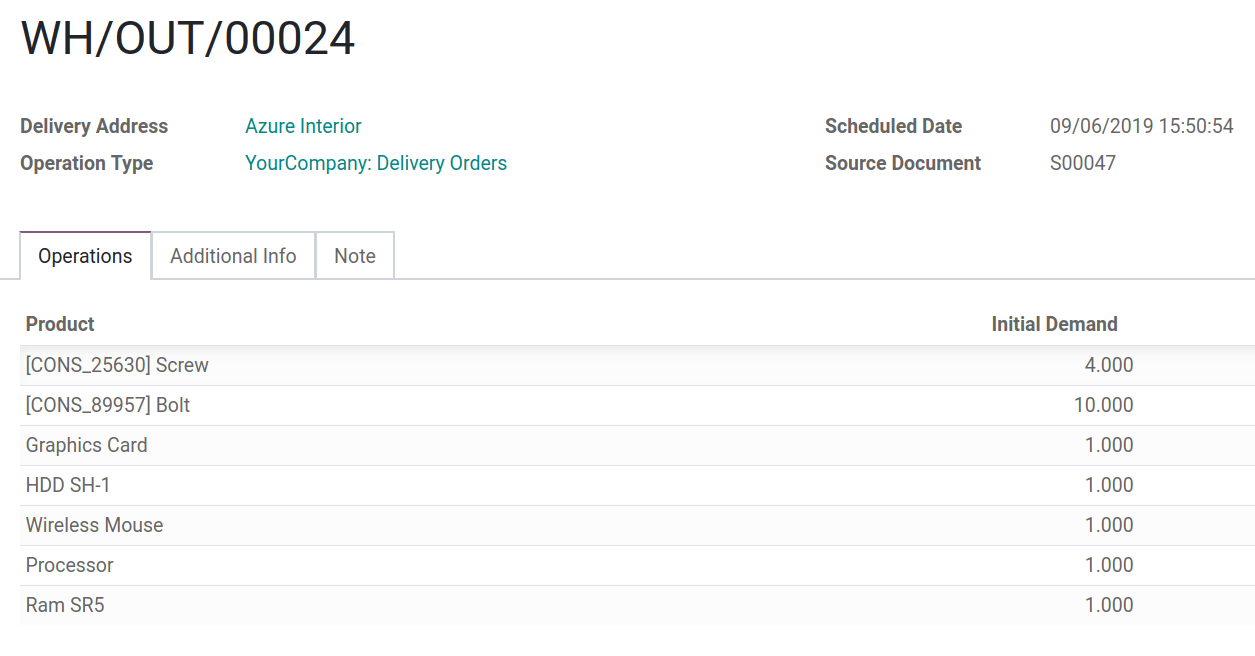 WH/OUT/00024
Delivery Address Azure Interior Scheduled Date 09/06/2019 15:50:54
Operation Type YourCompany: Delivery Orders Source Document S00047
Operations Additional Info Note
Product Initial Demand
[CONS_25630] Screw 4.000
[CONS_89957] Bolt 10.000
Graphics Card 1.000
HDD SH-1 1.000
Wireless Mouse 1.000
Processor 1.000
Ram SR5 1.000